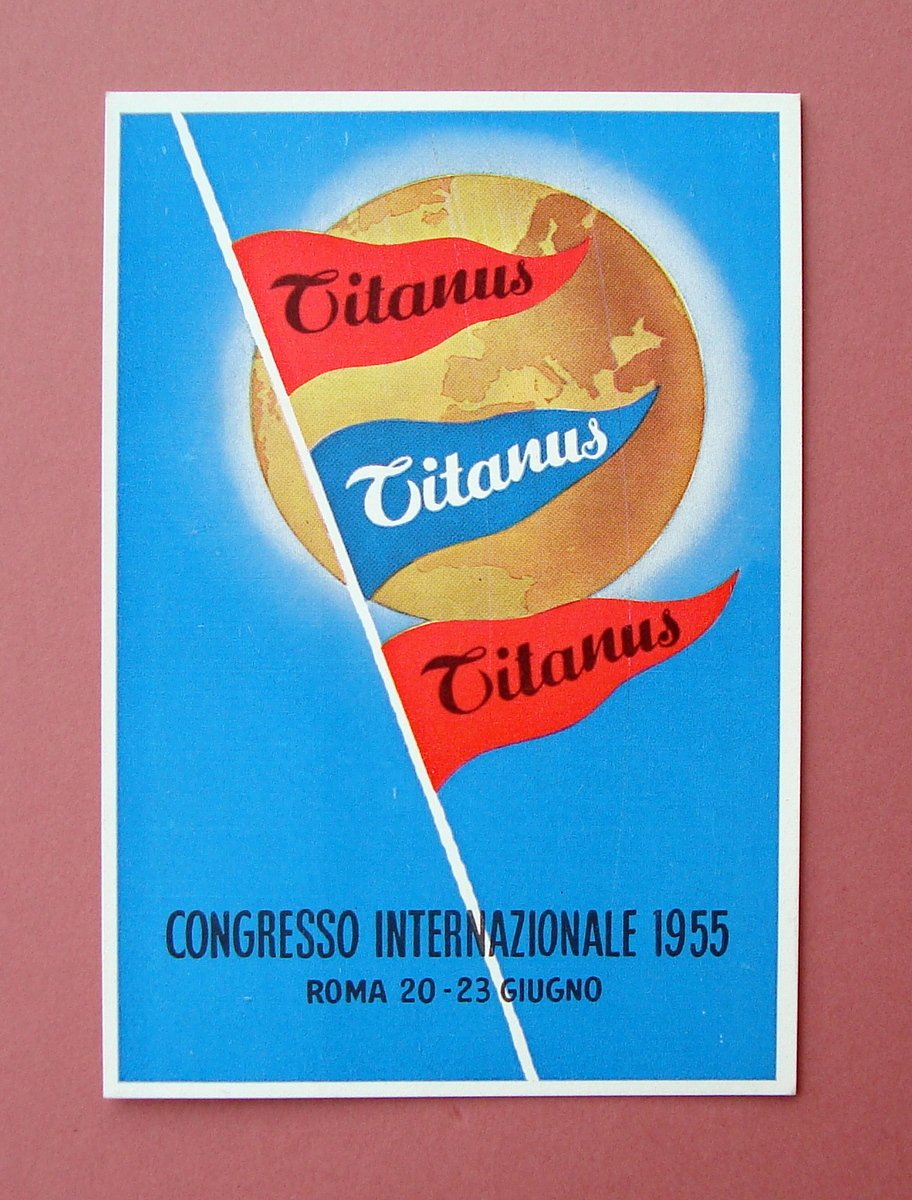 Titanus
Titanus
Titanus
CONGRESSO INTERNAZIONALE 1955
ROMA 20-23 GIUGNO